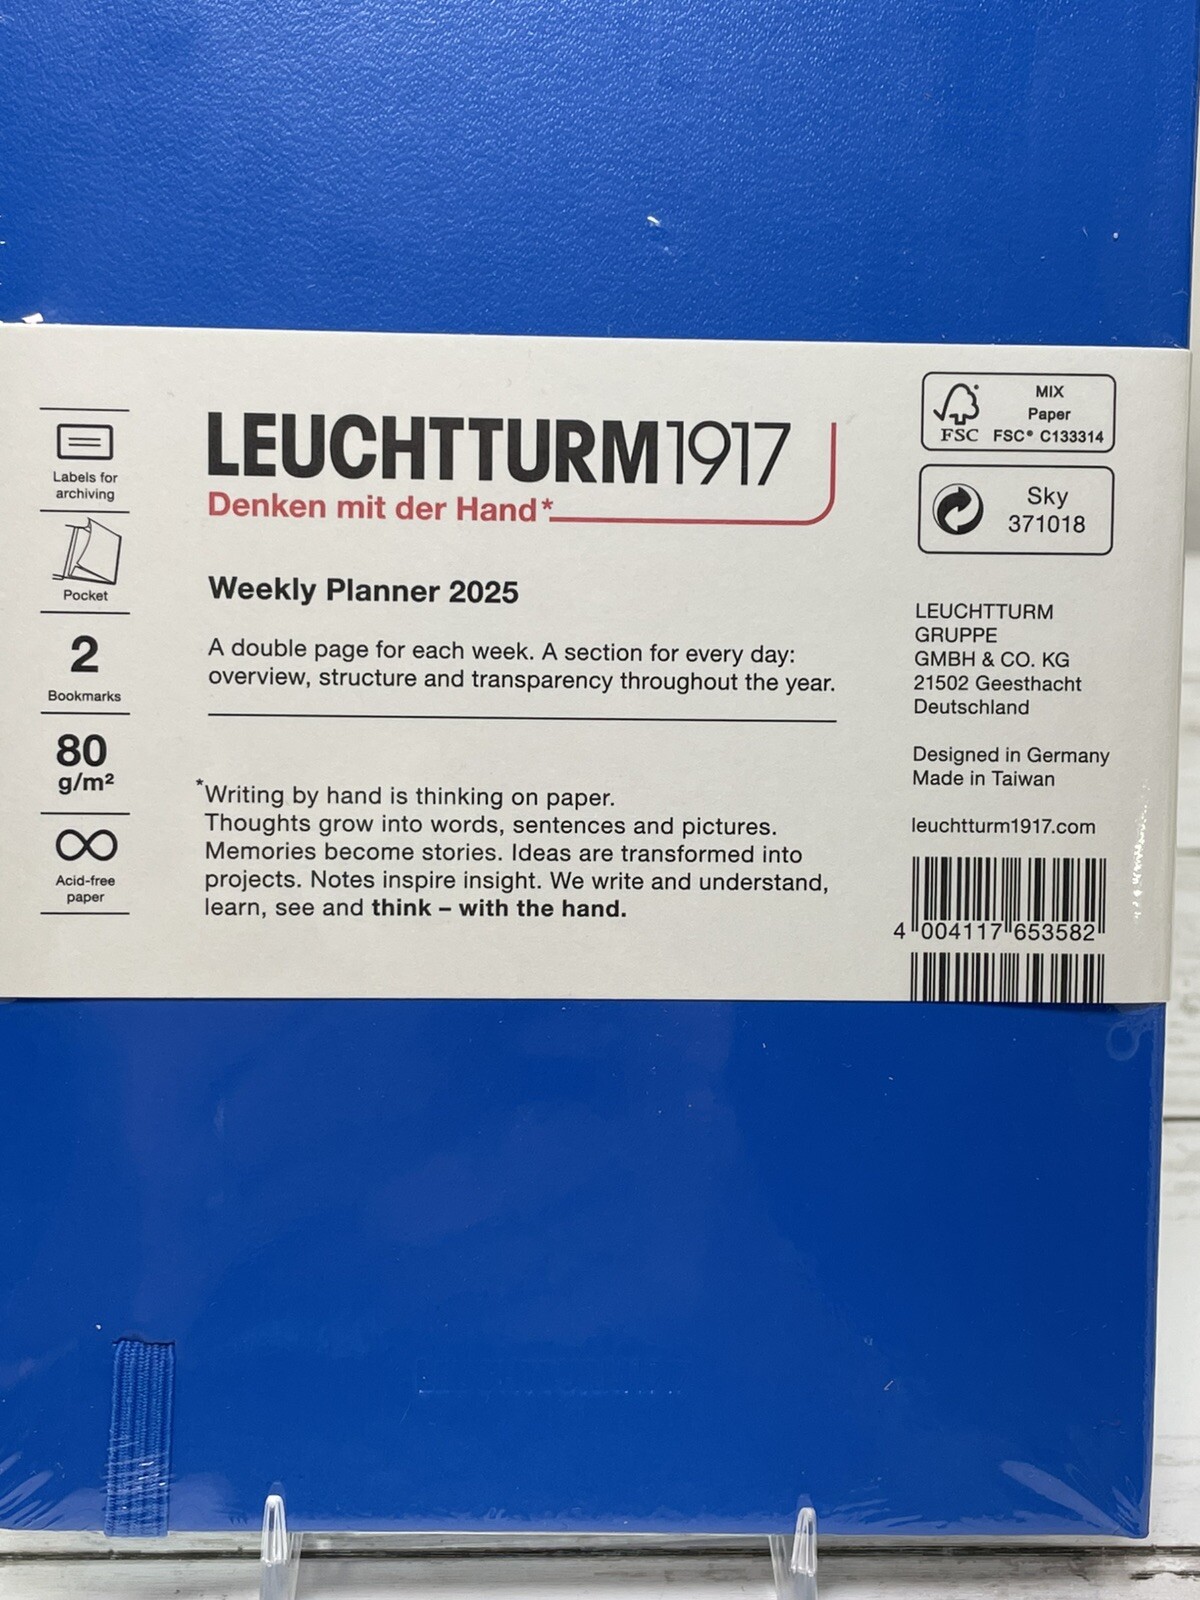 Labels for
archiving
Pocket
2
Bookmarks
80
g/m²
Acid-free
paper
LEUCHTTURM1917
Denken mit der Hand*
Weekly Planner 2025
A double page for each week. A section for every day:
overview, structure and transparency throughout the year.
*Writing by hand is thinking on paper.
Thoughts grow into words, sentences and pictures.
Memories become stories. Ideas are transformed into
projects. Notes inspire insight. We write and understand,
learn, see and think – with the hand.
FSC
MIX
Paper
FSC® C133314
Sky
371018
LEUCHTTURM
GRUPPE
GMBH & CO. KG
21502 Geesthacht
Deutschland
Designed in Germany
Made in Taiwan
leuchtturm1917.com
4 004117 653582